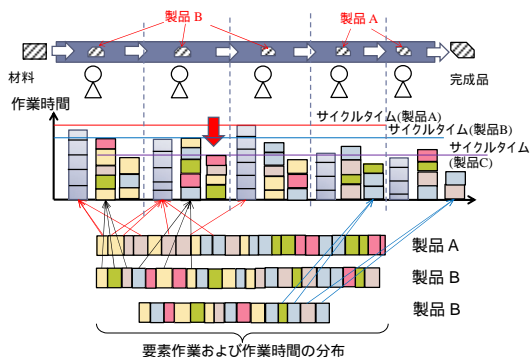 製品 B
製品 A
材料
完成品
作業時間
サイクルタイム(製品A)
サイクルタイム(製品B)
サイクルタイム
(製品C)
製品 A
製品 B
製品 B
要素作業および作業時間の分布